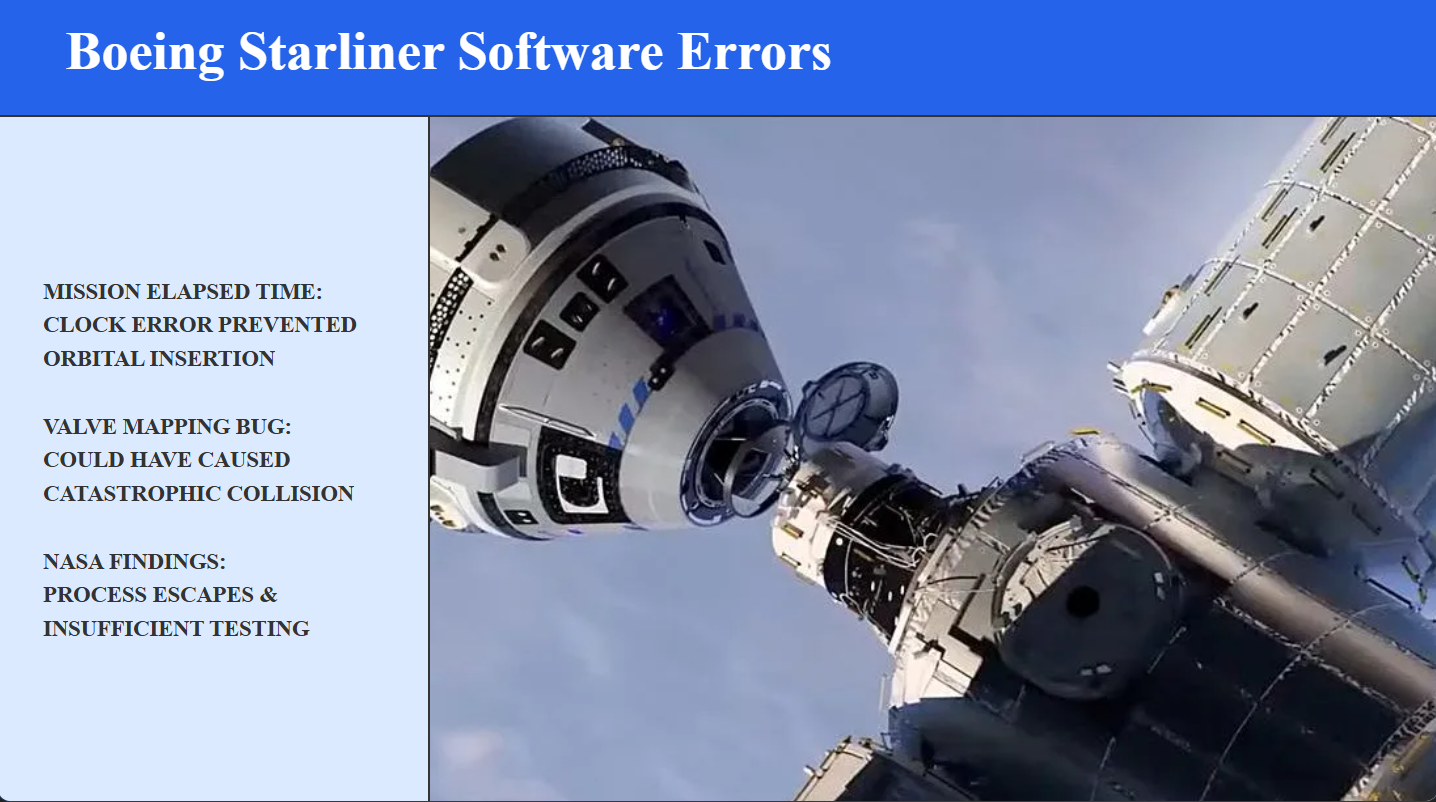 Boeing Starliner Software Errors
MISSION ELAPSED TIME:
CLOCK ERROR PREVENTED
ORBITAL INSERTION
VALVE MAPPING BUG:
COULD HAVE CAUSED
CATASTROPHIC COLLISION
NASA FINDINGS:
PROCESS ESCAPES &
INSUFFICIENT TESTING